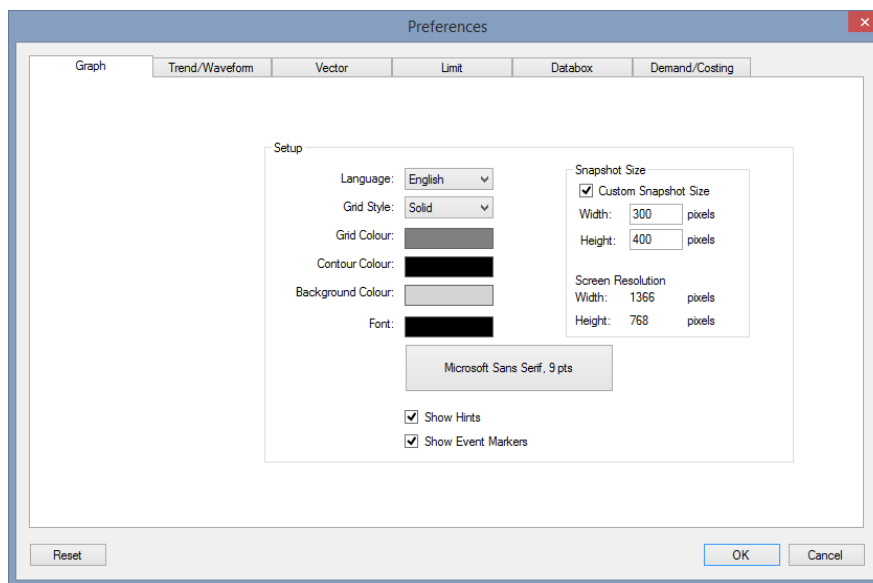 Preferences
Graph
Trend/Waveform
Vector
Limit
Databox
Demand/Costing
Setup
Language: English
Grid Style: Solid
Grid Colour:
Contour Colour:
Background Colour:
Font:
Microsoft Sans Serif, 9 pts
Show Hints
Show Event Markers
Snapshot Size
Custom Snapshot Size
Width: 300 pixels
Height: 400 pixels
Screen Resolution
Width: 1366 pixels
Height: 768 pixels
Reset
OK
Cancel